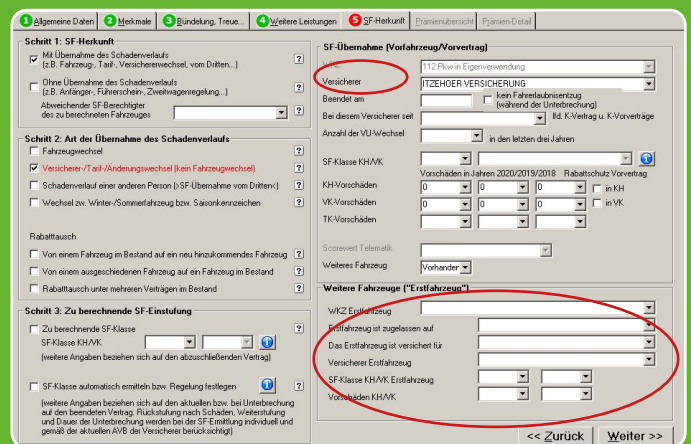 1 Allgemeine Daten 2 Merkmale 3 Bündelung, Treue... 4 Weitere Leistungen 5 SF-Herkunft Prämienübersicht Prämien-Detail
Schritt 1: SF-Herkunft
Mit Übernahme des Schadenverlaufs
(z.B. Fahrzeug-, Tarif-, Versichererwechsel, vom Dritten...) ?
Ohne Übernahme des Schadenverlaufs
(z.B. Anfänger-, Führerschein-, Zweitwagenregelung...) ?
Abweichender SF-Berechtigter
des zu berechneten Fahrzeuges ?
Schritt 2: Art der Übernahme des Schadenverlaufs
Fahrzeugwechsel ?
Versicherer-/Tarif-/Änderungswechsel (kein Fahrzeugwechsel) ?
Schadenverlauf einer anderen Person (>SF-Übernahme vom Dritten<) ?
Wechsel zw. Winter-/Sommerfahrzeug bzw. Saisonkennzeichen ?
Rabatttausch
Von einem Fahrzeug im Bestand auf ein neu hinzukommendes Fahrzeug ?
Von einem ausgeschiedenen Fahrzeug auf ein Fahrzeug im Bestand ?
Rabatttausch unter mehreren Verträgen im Bestand ?
Schritt 3: Zu berechnende SF-Einstufung
Zu berechnende SF-Klasse ?
SF-Klasse KH/VK
(weitere Angaben beziehen sich auf den abzuschließenden Vertrag)
SF-Klasse automatisch ermitteln bzw. Regelung festlegen ?
(weitere Angaben beziehen sich auf den aktuellen bzw. bei Unterbrechung
auf den beendeten Vertrag. Rückstufung nach Schäden, Weiterstufung
und Dauer der Unterbrechung werden bei der SF-Ermittlung individuell und
gemäß der aktuellen AVB der Versicherer berücksichtigt)
SF-Übernahme (Vorfahrzeug/Vorvertrag)
WKZ 112 Pkw in Eigenverwendung
Versicherer ITZEHOER VERSICHERUNG
Beendet am kein Fahrerlaubnisentzug
(während der Unterbrechung)
Bei diesem Versicherer seit lfd. K-Vertrag u. K-Vorverträge
Anzahl der VU-Wechsel in den letzten drei Jahren
SF-Klasse KH/VK
Vorschäden in Jahren 2020/2019/2018 Rabattschutz Vorvertrag
KH-Vorschäden 0 0 0 in KH
VK-Vorschäden 0 0 0 in VK
TK-Vorschäden
Scorewert Telematik
Weiteres Fahrzeug Vorhander
Weitere Fahrzeuge ("Erstfahrzeug")
WKZ Erstfahrzeug
Erstfahrzeug ist zugelassen auf
Das Erstfahrzeug ist versichert für
Versicherer Erstfahrzeug
SF-Klasse KH/VK Erstfahrzeug
Vorschäden KH/VK
<< Zurück Weiter >>